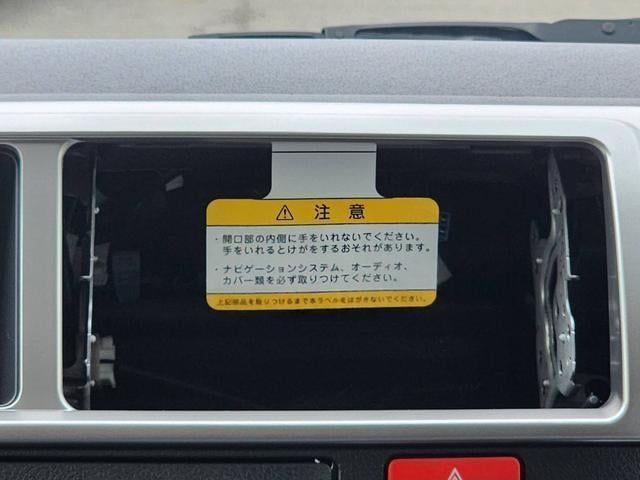 ⚠ 注意
・開口部の内側に手をいれないでください。
手をいれるとけがをするおそれがあります。
・ナビゲーションシステム、オーディオ、
カバー類を必ず取りつけてください。
上記部品を取りつけるまで本ラベルをはがさないでください。